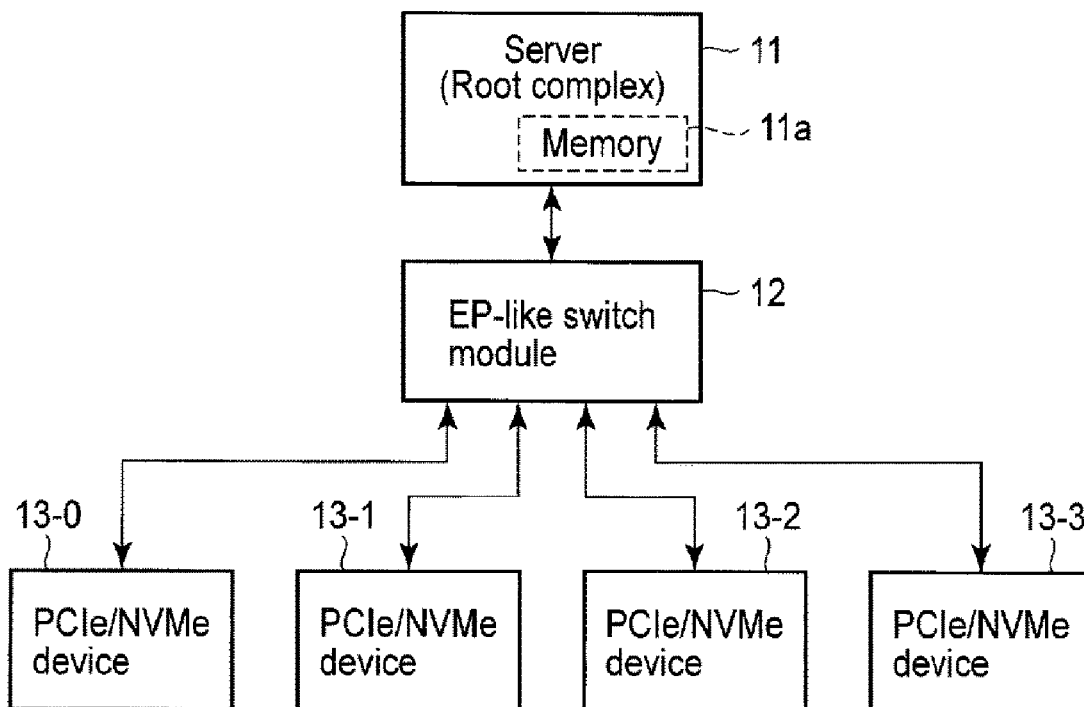 Server
(Root complex)
11
Memory
11a
EP-like switch
module
12
13-0
13-1
13-2
13-3
PCIe/NVMe
device
PCIe/NVMe
device
PCIe/NVMe
device
PCIe/NVMe
device